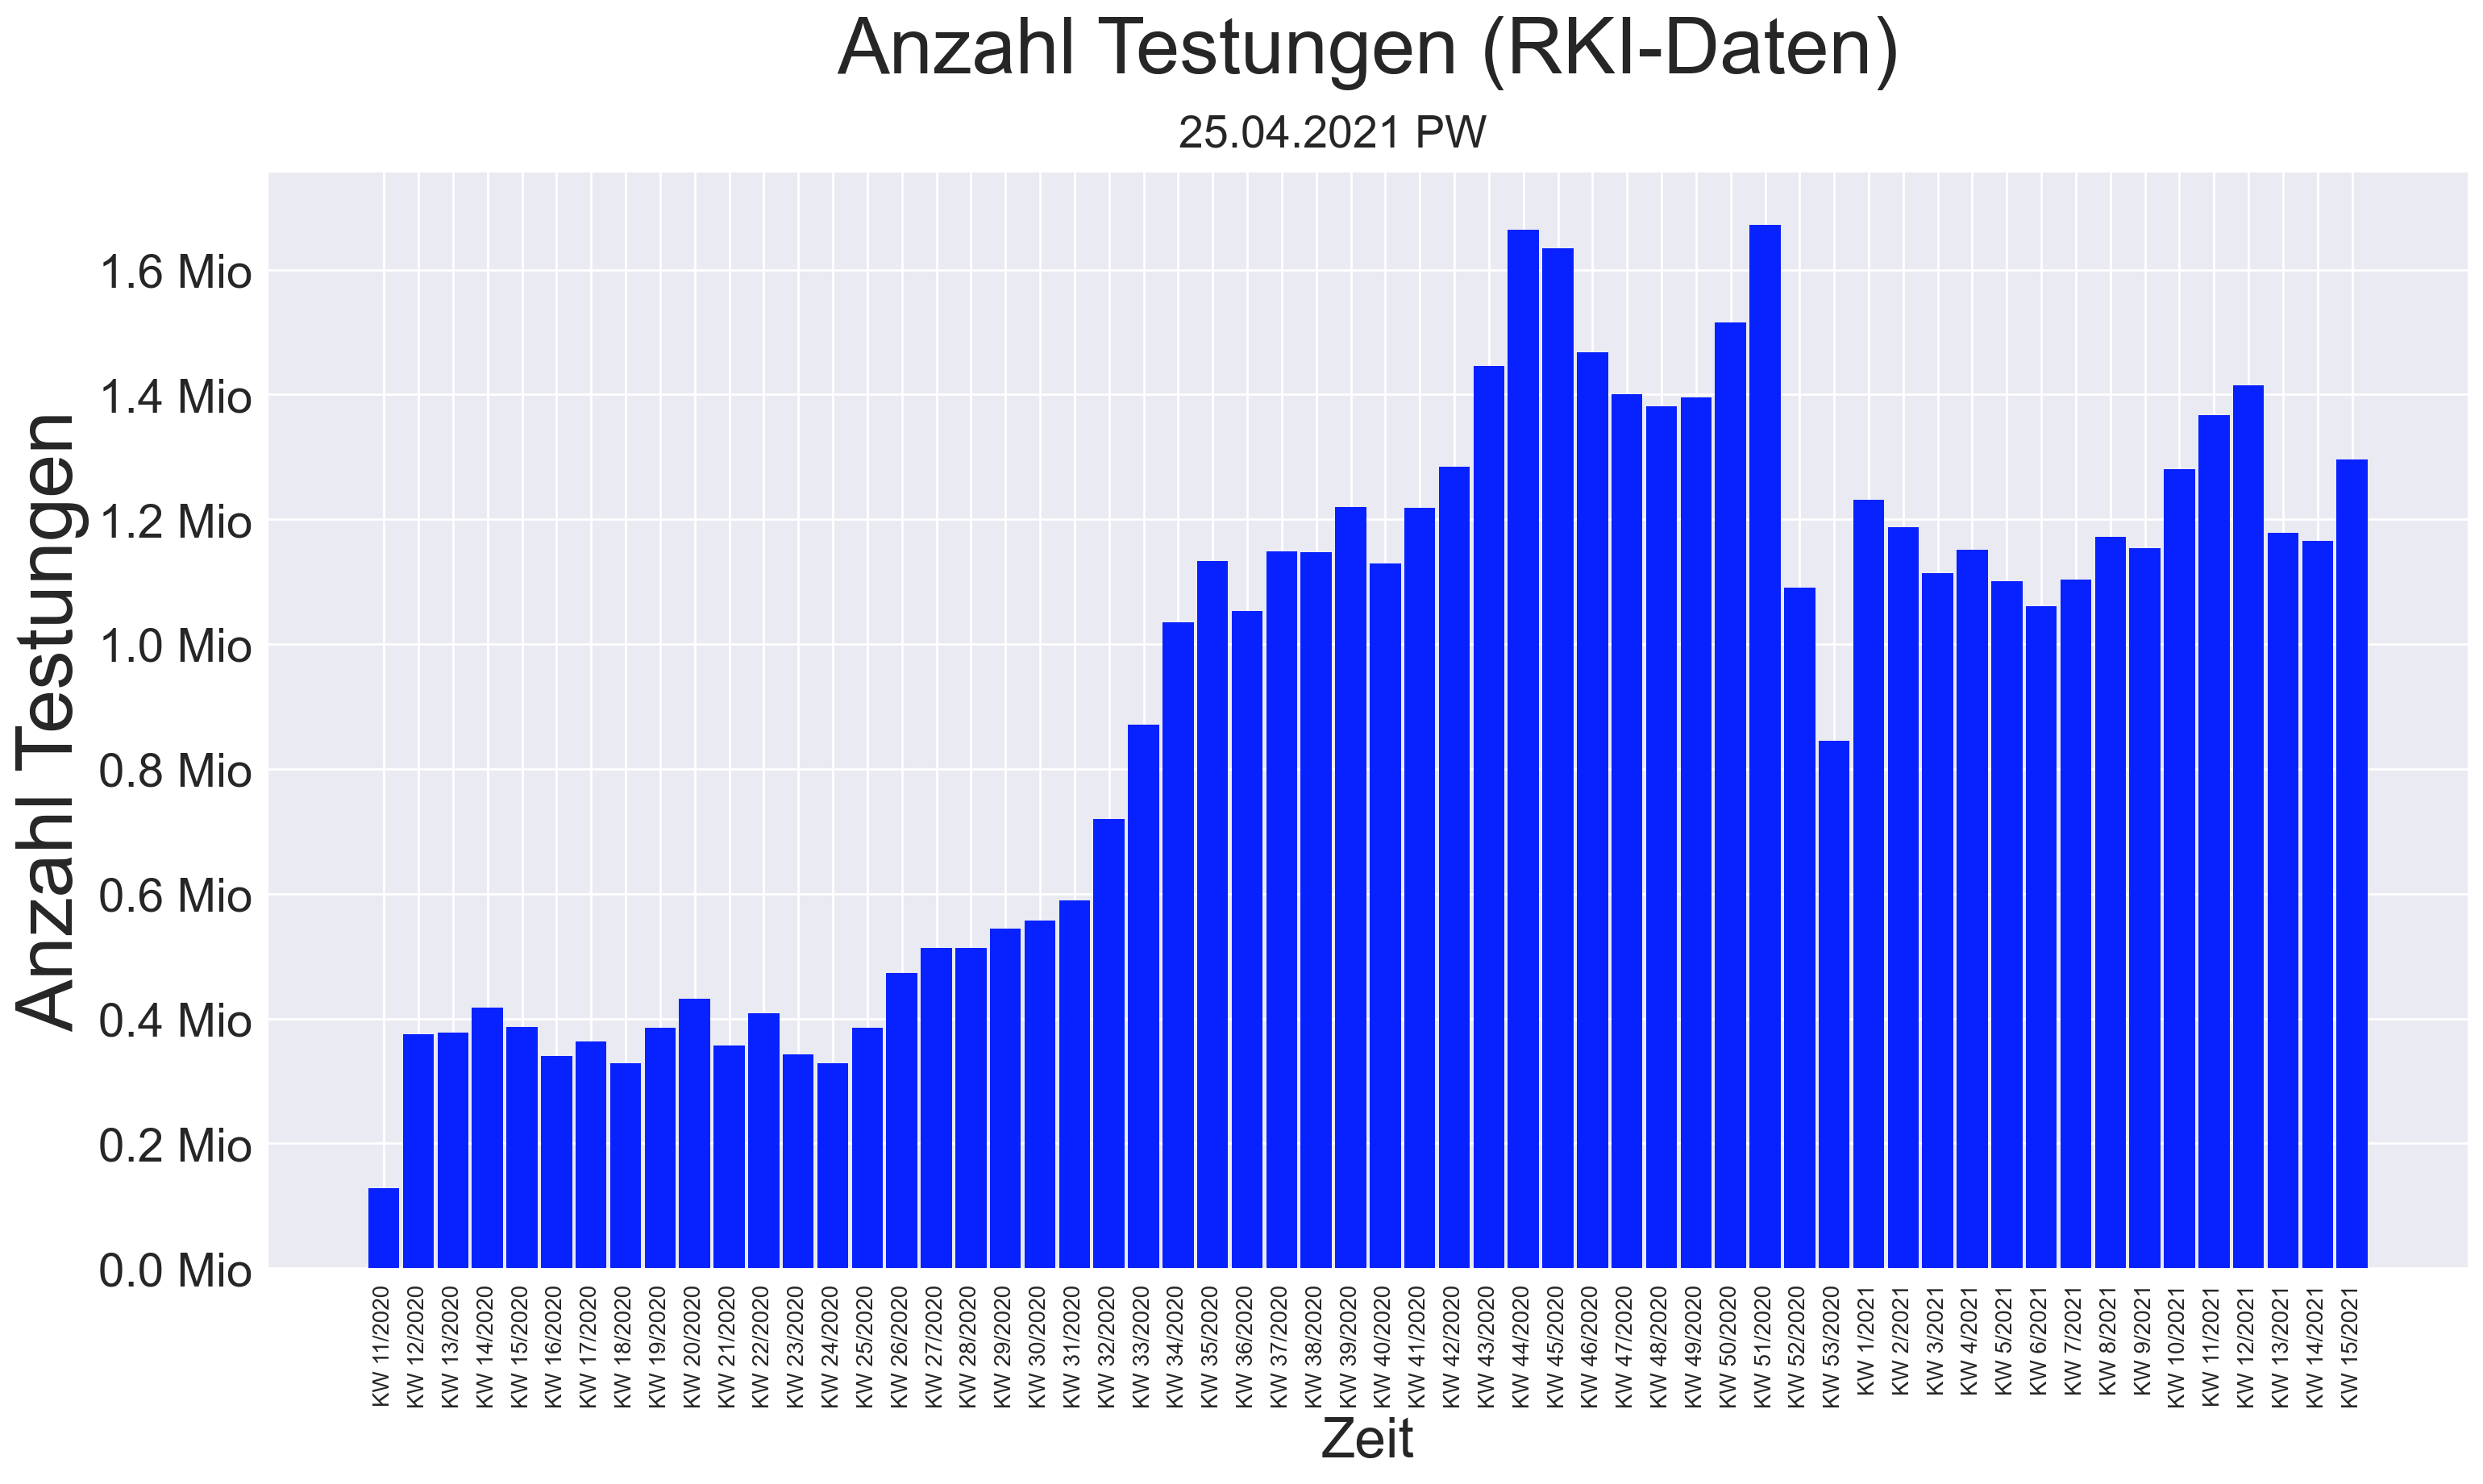 Anzahl Testungen (RKI-Daten)
25.04.2021 PW
Anzahl Testungen
1.6 Mio
1.4 Mio
1.2 Mio
1.0 Mio
0.8 Mio
0.6 Mio
0.4 Mio
0.2 Mio
0.0 Mio
KW 11/2020
KW 12/2020
KW 13/2020
KW 14/2020
KW 15/2020
KW 16/2020
KW 17/2020
KW 18/2020
KW 19/2020
KW 20/2020
KW 21/2020
KW 22/2020
KW 23/2020
KW 24/2020
KW 25/2020
KW 26/2020
KW 27/2020
KW 28/2020
KW 29/2020
KW 30/2020
KW 31/2020
KW 32/2020
KW 33/2020
KW 34/2020
KW 35/2020
KW 36/2020
KW 37/2020
KW 38/2020
KW 39/2020
KW 40/2020
KW 41/2020
KW 42/2020
KW 43/2020
KW 44/2020
KW 45/2020
KW 46/2020
KW 47/2020
KW 48/2020
KW 49/2020
KW 50/2020
KW 51/2020
KW 52/2020
KW 53/2020
KW 1/2021
KW 2/2021
KW 3/2021
KW 4/2021
KW 5/2021
KW 6/2021
KW 7/2021
KW 8/2021
KW 9/2021
KW 10/2021
KW 11/2021
KW 12/2021
KW 13/2021
KW 14/2021
KW 15/2021
Zeit